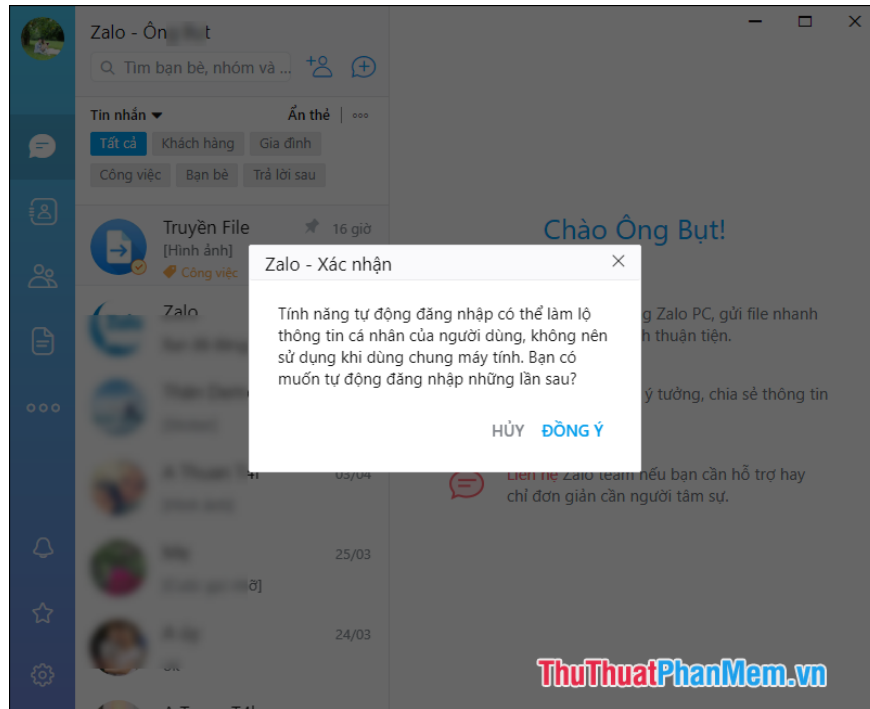 Zalo - Ôn
Tìm bạn bè, nhóm và ...
Tin nhắn
Ẩn thẻ
Tất cả
Khách hàng
Gia đình
Công việc
Bạn bè
Trả lời sau
Truyền File
16 giờ
[Hình ảnh]
Công việc
Zalo
03/04
25/03
24/03
Chào Ông Bụt!
g Zalo PC, gửi file nhanh
h thuận tiện.
ý tưởng, chia sẻ thông tin
Liên hệ Zalo team nếu bạn cần hỗ trợ hay
chỉ đơn giản cần người tâm sự.
Zalo - Xác nhận
Tính năng tự động đăng nhập có thể làm lộ
thông tin cá nhân của người dùng, không nên
sử dụng khi dùng chung máy tính. Bạn có
muốn tự động đăng nhập những lần sau?
HỦY
ĐỒNG Ý
ThuThuatPhanMem.vn